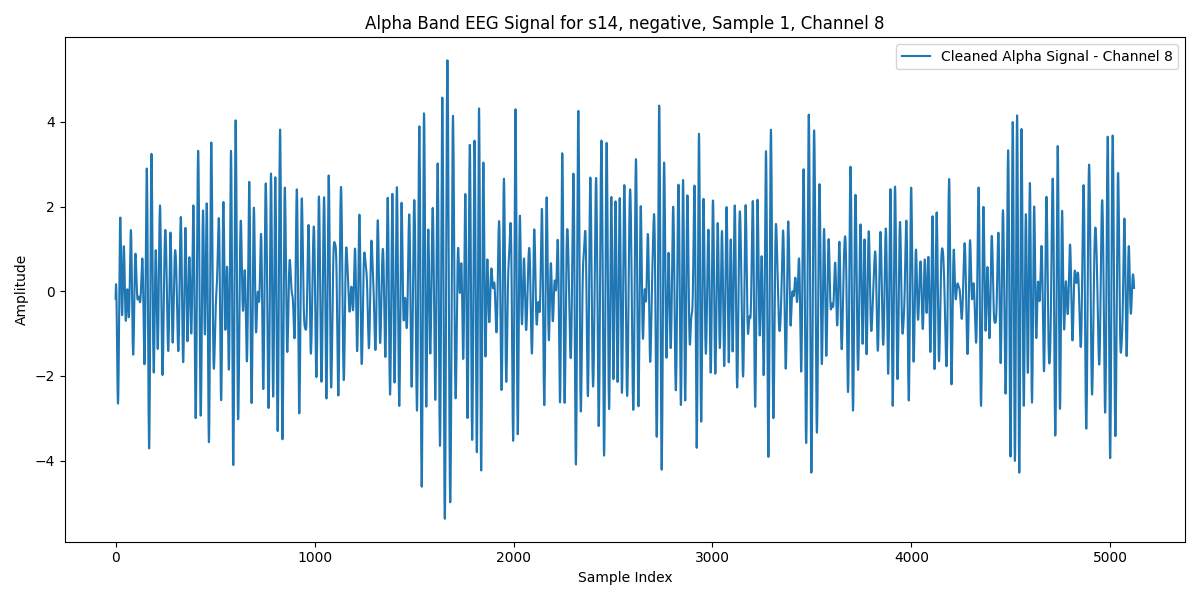 Alpha Band EEG Signal for s14, negative, Sample 1, Channel 8
Cleaned Alpha Signal - Channel 8
Amplitude
4
2
0
−2
−4
0 1000 2000 3000 4000 5000
Sample Index